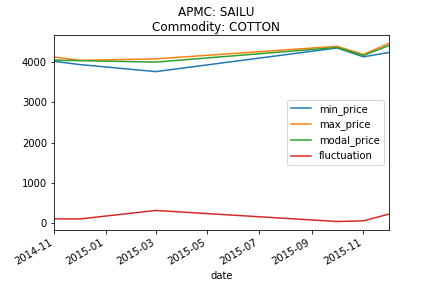 APMC: SAILU
Commodity: COTTON
4000
3000
2000
1000
0
min_price
max_price
modal_price
fluctuation
2014-11
2015-01
2015-03
2015-05
2015-07
2015-09
2015-11
date